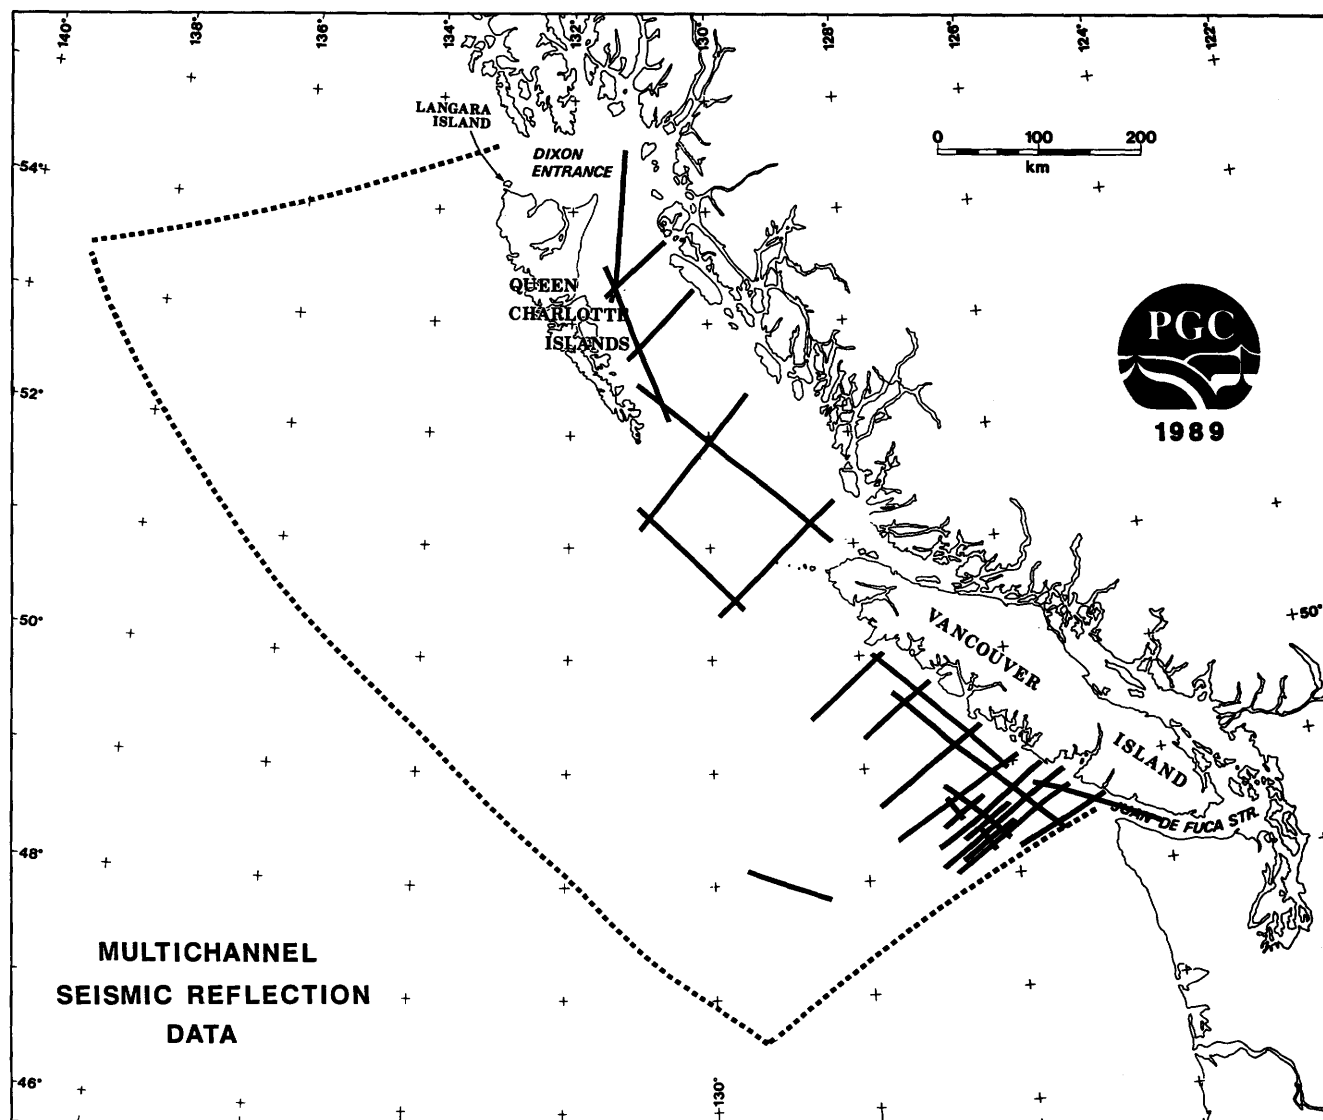 140°
138°
136°
134°
132°
130°
128°
126°
124°
122°
LANGARA
ISLAND
DIXON
ENTRANCE
0 100 200
km
54°
QUEEN
CHARLOTTE
ISLANDS
PGC
1989
52°
50°
50°
VANCOUVER
ISLAND
JUAN DE FUCA STR.
48°
MULTICHANNEL
SEISMIC REFLECTION
DATA
46°
130°